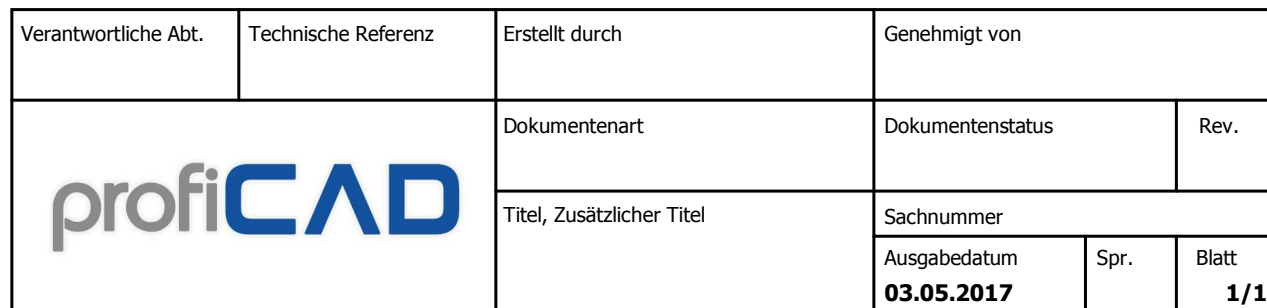 Verantwortliche Abt.
Technische Referenz
Erstellt durch
Genehmigt von
profiCAD
Dokumentenart
Dokumentenstatus
Rev.
Titel, Zusätzlicher Titel
Sachnummer
Ausgabedatum
03.05.2017
Spr.
Blatt
1/1